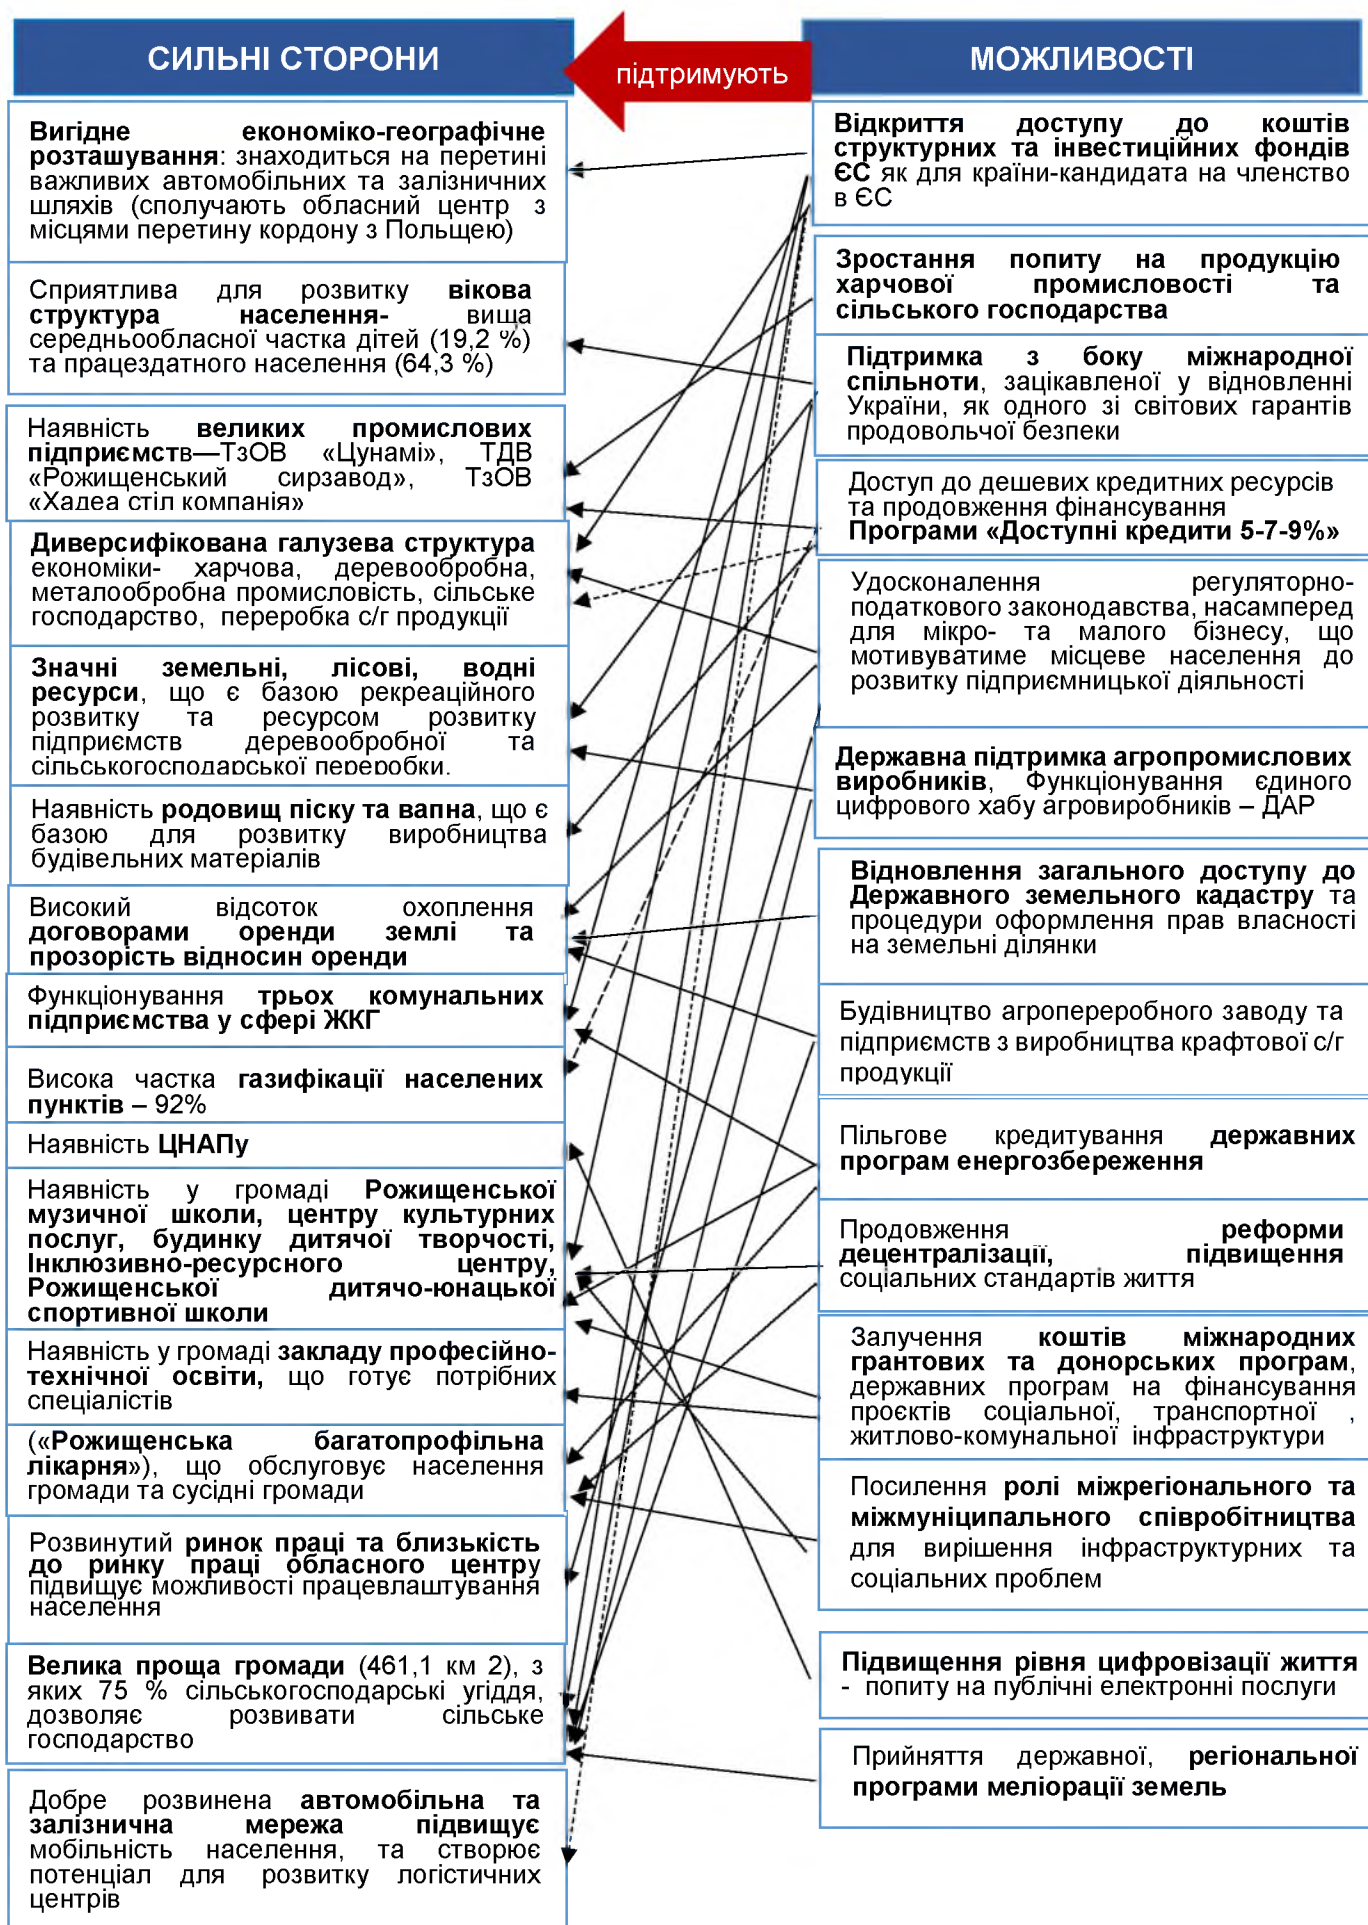 СИЛЬНІ СТОРОНИ
підтримують
МОЖЛИВОСТІ
Вигідне економіко-географічне
розташування: знаходиться на перетині
важливих автомобільних та залізничних
шляхів (сполучають обласний центр з
місцями перетину кордону з Польщею)
Сприятлива для розвитку вікова
структура населення- вища
середньообласна частка дітей (19,2 %)
та працездатного населення (64,3 %)
Наявність великих промислових
підприємств—ТзОВ «Цунамі», ТДВ
«Рожищенський сирзавод», ТзОВ
«Хадеа стіл компанія»
Диверсифікована галузева структура
економіки- харчова, деревообробна,
металообробна промисловість, сільське
господарство, переробка с/г продукції
Значні земельні, лісові, водні
ресурси, що є базою рекреаційного
розвитку та ресурсом розвитку
підприємств деревообробної та
сільськогосподарської переробки.
Наявність родовищ піску та вапна, що є
базою для розвитку виробництва
будівельних матеріалів
Високий відсоток охоплення
договорами оренди землі та
прозорість відносин оренди
Функціонування трьох комунальних
підприємства у сфері ЖКГ
Висока частка газифікації населених
пунктів – 92%
Наявність ЦНАПу
Наявність у громаді Рожищенської
музичної школи, центру культурних
послуг, будинку дитячої творчості,
Інклюзивно-ресурсного центру,
Рожищенської дитячо-юнацької
спортивної школи
Наявність у громаді закладу професійно-
технічної освіти, що готує потрібних
спеціалістів
(«Рожищенська багатопрофільна
лікарня»), що обслуговує населення
громади та сусідні громади
Розвинутий ринок праці та близькість
до ринку праці обласного центру
підвищує можливості працевлаштування
населення
Велика проща громади (461,1 км 2), з
яких 75 % сільськогосподарські угіддя,
дозволяє розвивати сільське
господарство
Добре розвинена автомобільна та
залізнична мережа підвищує
мобільність населення, та створює
потенціал для розвитку логістичних
центрів
Відкриття доступу до коштів
структурних та інвестиційних фондів
ЄС як для країни-кандидата на членство
в ЄС
Зростання попиту на продукцію
харчової промисловості та
сільського господарства
Підтримка з боку міжнародної
спільноти, зацікавленої у відновленні
України, як одного зі світових гарантів
продовольчої безпеки
Доступ до дешевих кредитних ресурсів
та продовження фінансування
Програми «Доступні кредити 5-7-9%»
Удосконалення регуляторно-
податкового законодавства, насамперед
для мікро- та малого бізнесу, що
мотивуватиме місцеве населення до
розвитку підприємницької діяльності
Державна підтримка агропромислових
виробників, Функціонування єдиного
цифрового хабу агровиробників – ДАР
Відновлення загального доступу до
Державного земельного кадастру та
процедури оформлення прав власності
на земельні ділянки
Будівництво агропереробного заводу та
підприємств з виробництва крафтової с/г
продукції
Пільгове кредитування державних
програм енергозбереження
Продовження реформи
децентралізації, підвищення
соціальних стандартів життя
Залучення коштів міжнародних
грантових та донорських програм,
державних програм на фінансування
проєктів соціальної, транспортної ,
житлово-комунальної інфраструктури
Посилення ролі міжрегіонального та
міжмуніципального співробітництва
для вирішення інфраструктурних та
соціальних проблем
Підвищення рівня цифровізації життя
- попиту на публічні електронні послуги
Прийняття державної, регіональної
програми меліорації земель